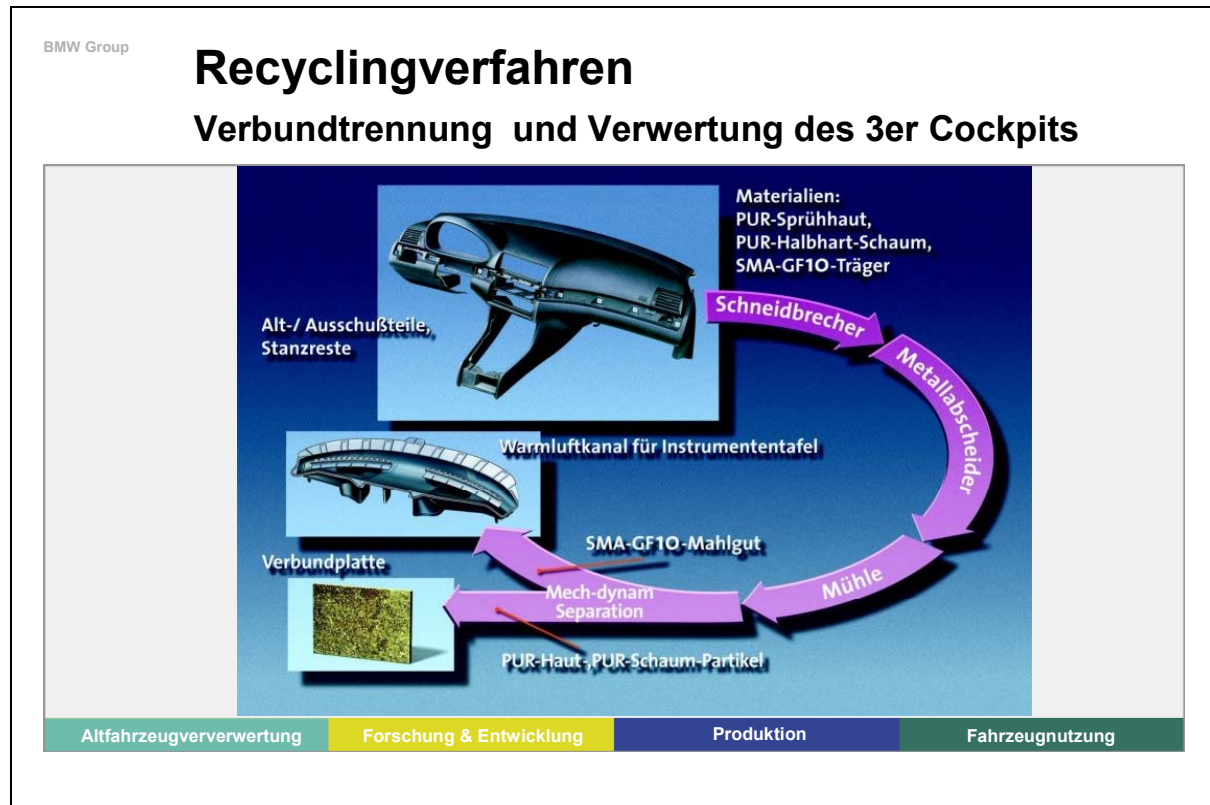 BMW Group
Recyclingverfahren
Verbundtrennung und Verwertung des 3er Cockpits
Materialien:
PUR-Sprühhaut,
PUR-Halbhart-Schaum,
SMA-GF10-Träger
Alt-/ Ausschußteile,
Stanzreste
Schneidbrecher
Metallabscheider
Warmluftkanal für Instrumententafel
SMA-GF10-Mahlgut
Mühle
Verbundplatte
Mech-dynam
Separation
PUR-Haut-,PUR-Schaum-Partikel
Altfahrzeugververwertung
Forschung & Entwicklung
Produktion
Fahrzeugnutzung